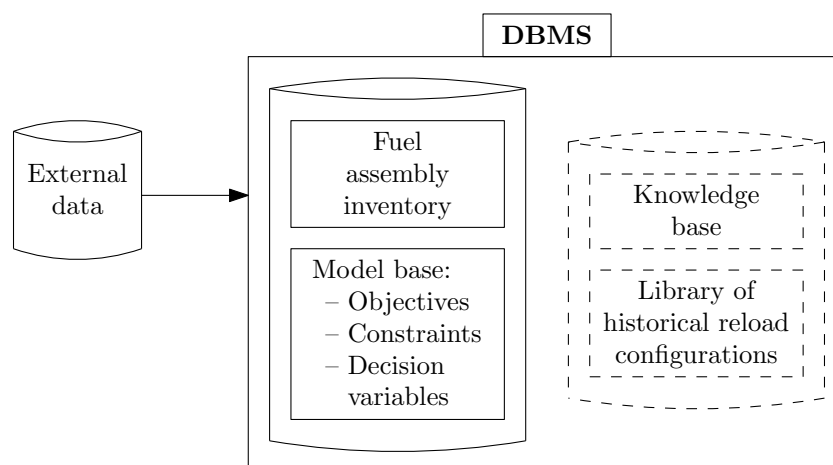 DBMS
External
data
Fuel
assembly
inventory
Model base:
– Objectives
– Constraints
– Decision
variables
Knowledge
base
Library of
historical reload
configurations